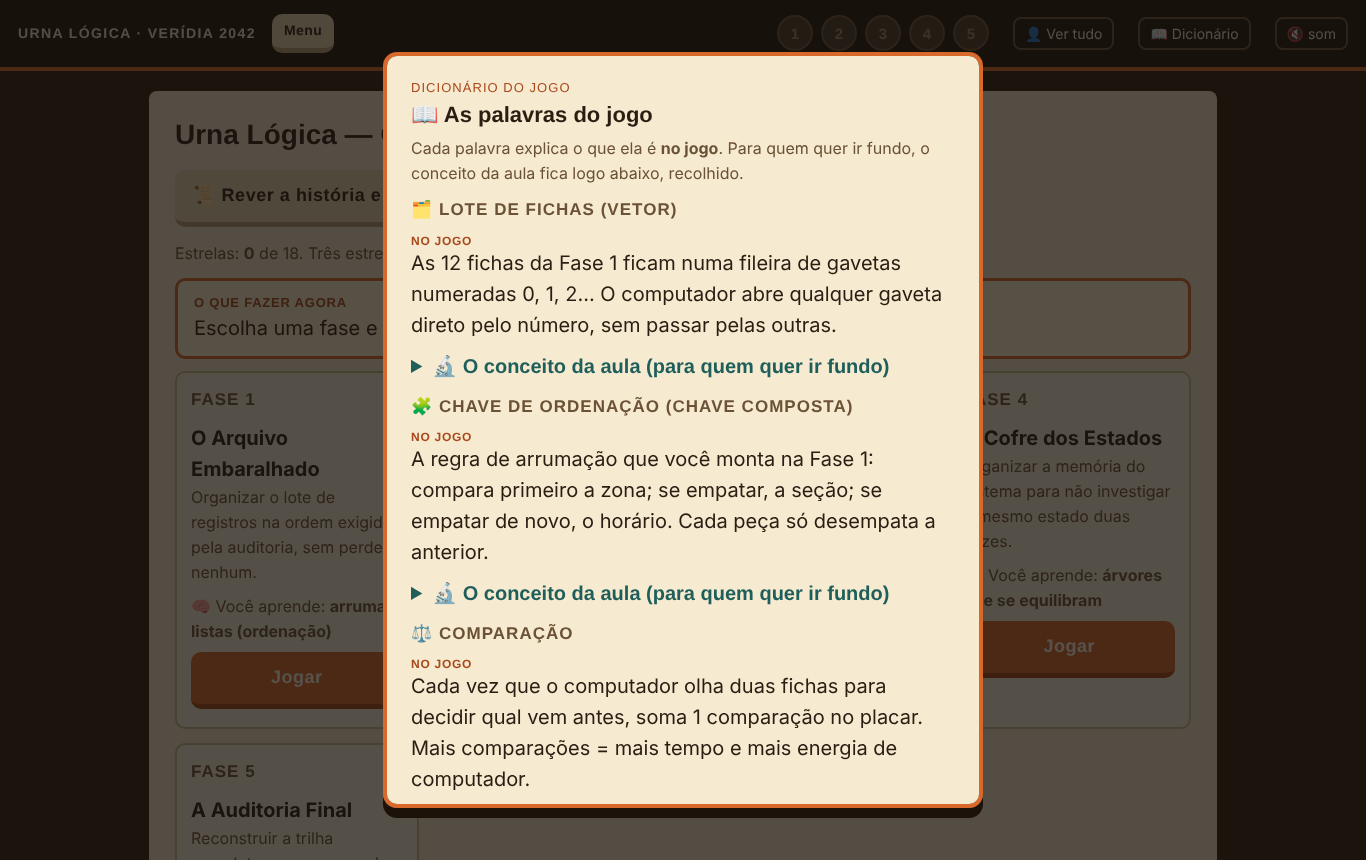 URNA LÓGICA · VERÍDIA 2042
Menu
1 2 3 4 5
Ver tudo
Dicionário
som
Urna Lógica —
Rever a história e
Estrelas: 0 de 18. Três estre
O QUE FAZER AGORA
Escolha uma fase e
FASE 1
O Arquivo
Embaralhado
Organizar o lote de
registros na ordem exigid
pela auditoria, sem perde
nenhum.
Você aprende: arruma
listas (ordenação)
Jogar
FASE 5
A Auditoria Final
Reconstruir a trilha
DICIONÁRIO DO JOGO
As palavras do jogo
Cada palavra explica o que ela é no jogo. Para quem quer ir fundo, o
conceito da aula fica logo abaixo, recolhido.
LOTE DE FICHAS (VETOR)
NO JOGO
As 12 fichas da Fase 1 ficam numa fileira de gavetas
numeradas 0, 1, 2... O computador abre qualquer gaveta
direto pelo número, sem passar pelas outras.
O conceito da aula (para quem quer ir fundo)
CHAVE DE ORDENAÇÃO (CHAVE COMPOSTA)
NO JOGO
A regra de arrumação que você monta na Fase 1:
compara primeiro a zona; se empatar, a seção; se
empatar de novo, o horário. Cada peça só desempata a
anterior.
O conceito da aula (para quem quer ir fundo)
COMPARAÇÃO
NO JOGO
Cada vez que o computador olha duas fichas para
decidir qual vem antes, soma 1 comparação no placar.
Mais comparações = mais tempo e mais energia de
computador.
ASE 4
Cofre dos Estados
ganizar a memória do
tema para não investigar
mesmo estado duas
zes.
Você aprende: árvores
e se equilibram
Jogar